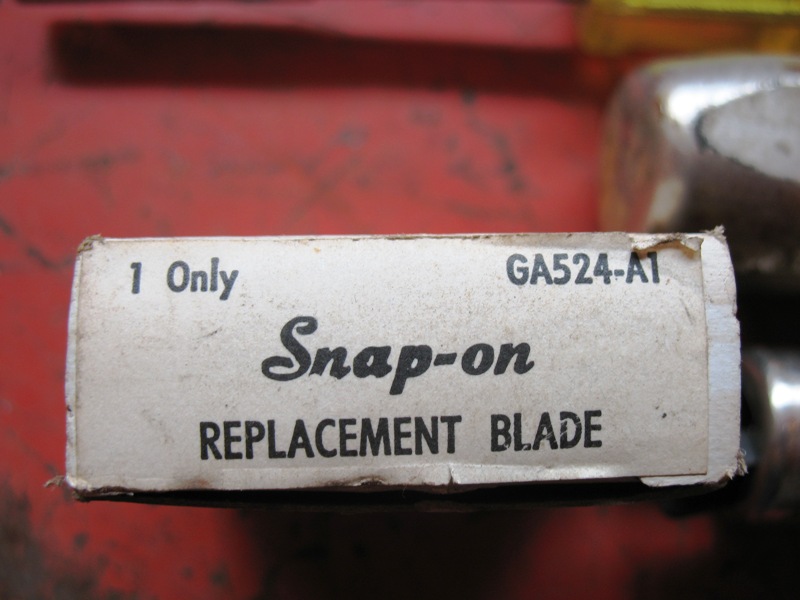 1 Only GA524-A1
Snap-on
REPLACEMENT BLADE